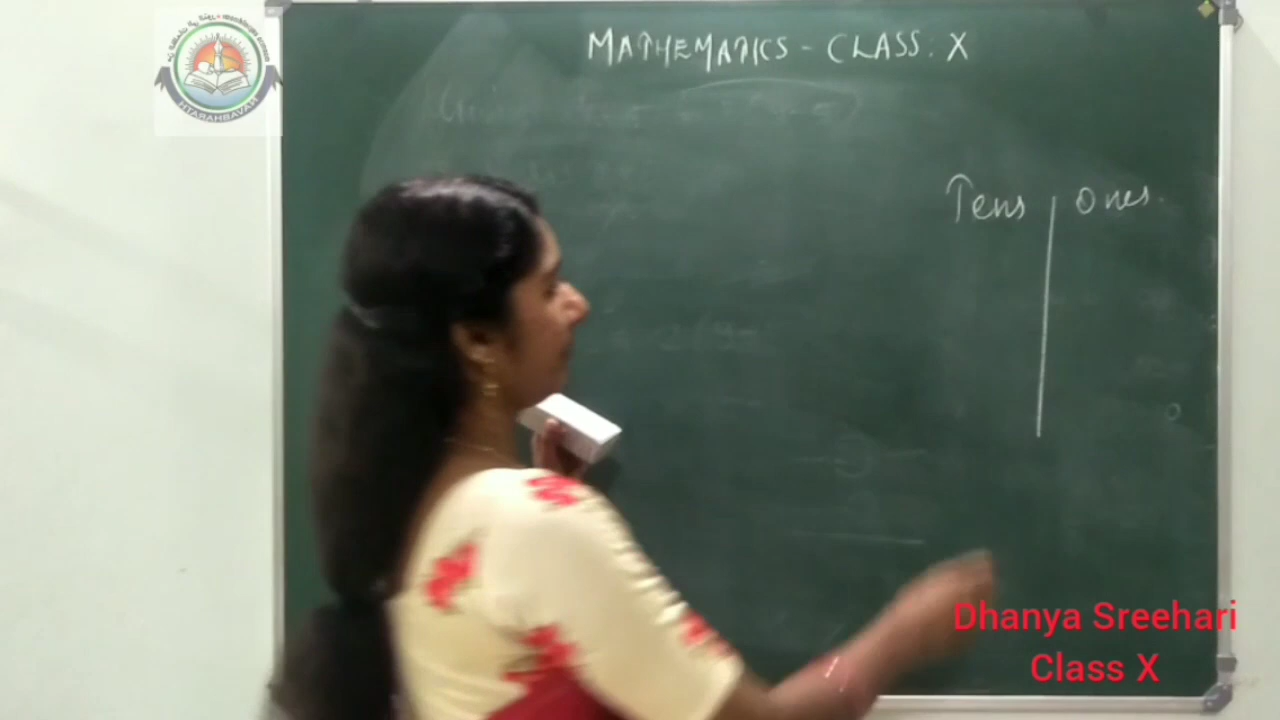 MATHEMATICS - CLASS: X
Tens
Ones.
Dhanya Sreehari
Class X